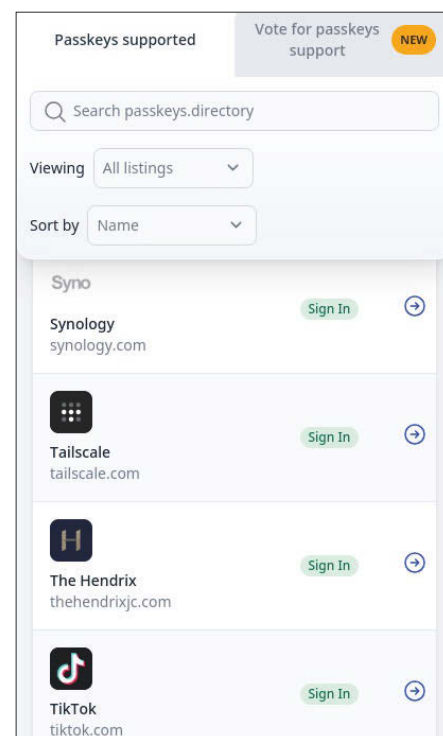 Passkeys supported
Vote for passkeys
support
NEW
Search passkeys.directory
Viewing All listings
Sort by Name
Syno
Synology
synology.com
Sign In
Tailscale
tailscale.com
Sign In
H
The Hendrix
thehendrixjc.com
Sign In
TikTok
tiktok.com
Sign In